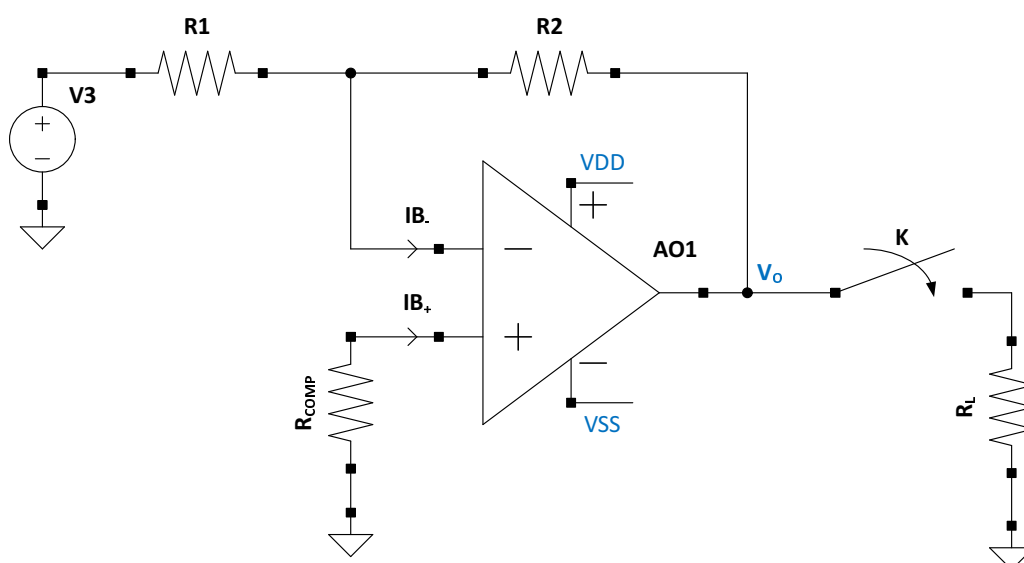 R1
R2
V3
+
−
VDD
+
IB-
−
AO1
K
Vo
IB+
+
−
VSS
RCOMP
RL